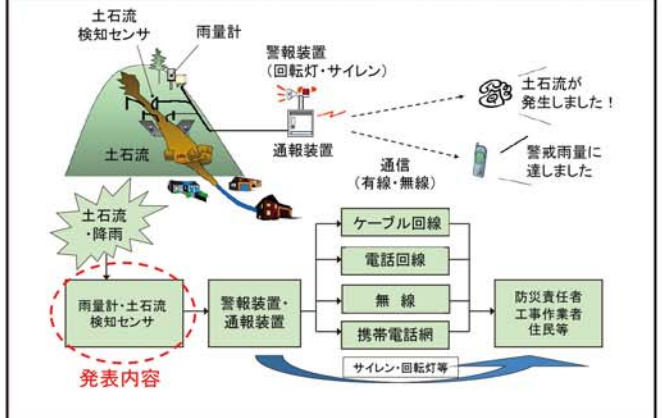 土石流
検知センサ
雨量計
警報装置
（回転灯・サイレン）
土石流が
発生しました！
土石流
通報装置
警戒雨量に
達しました
通信
（有線・無線）
土石流
・降雨
ケーブル回線
電話回線
無 線
携帯電話網
雨量計・土石流
検知センサ
警報装置・
通報装置
防災責任者
工事作業者
住民等
サイレン・回転灯等
発表内容